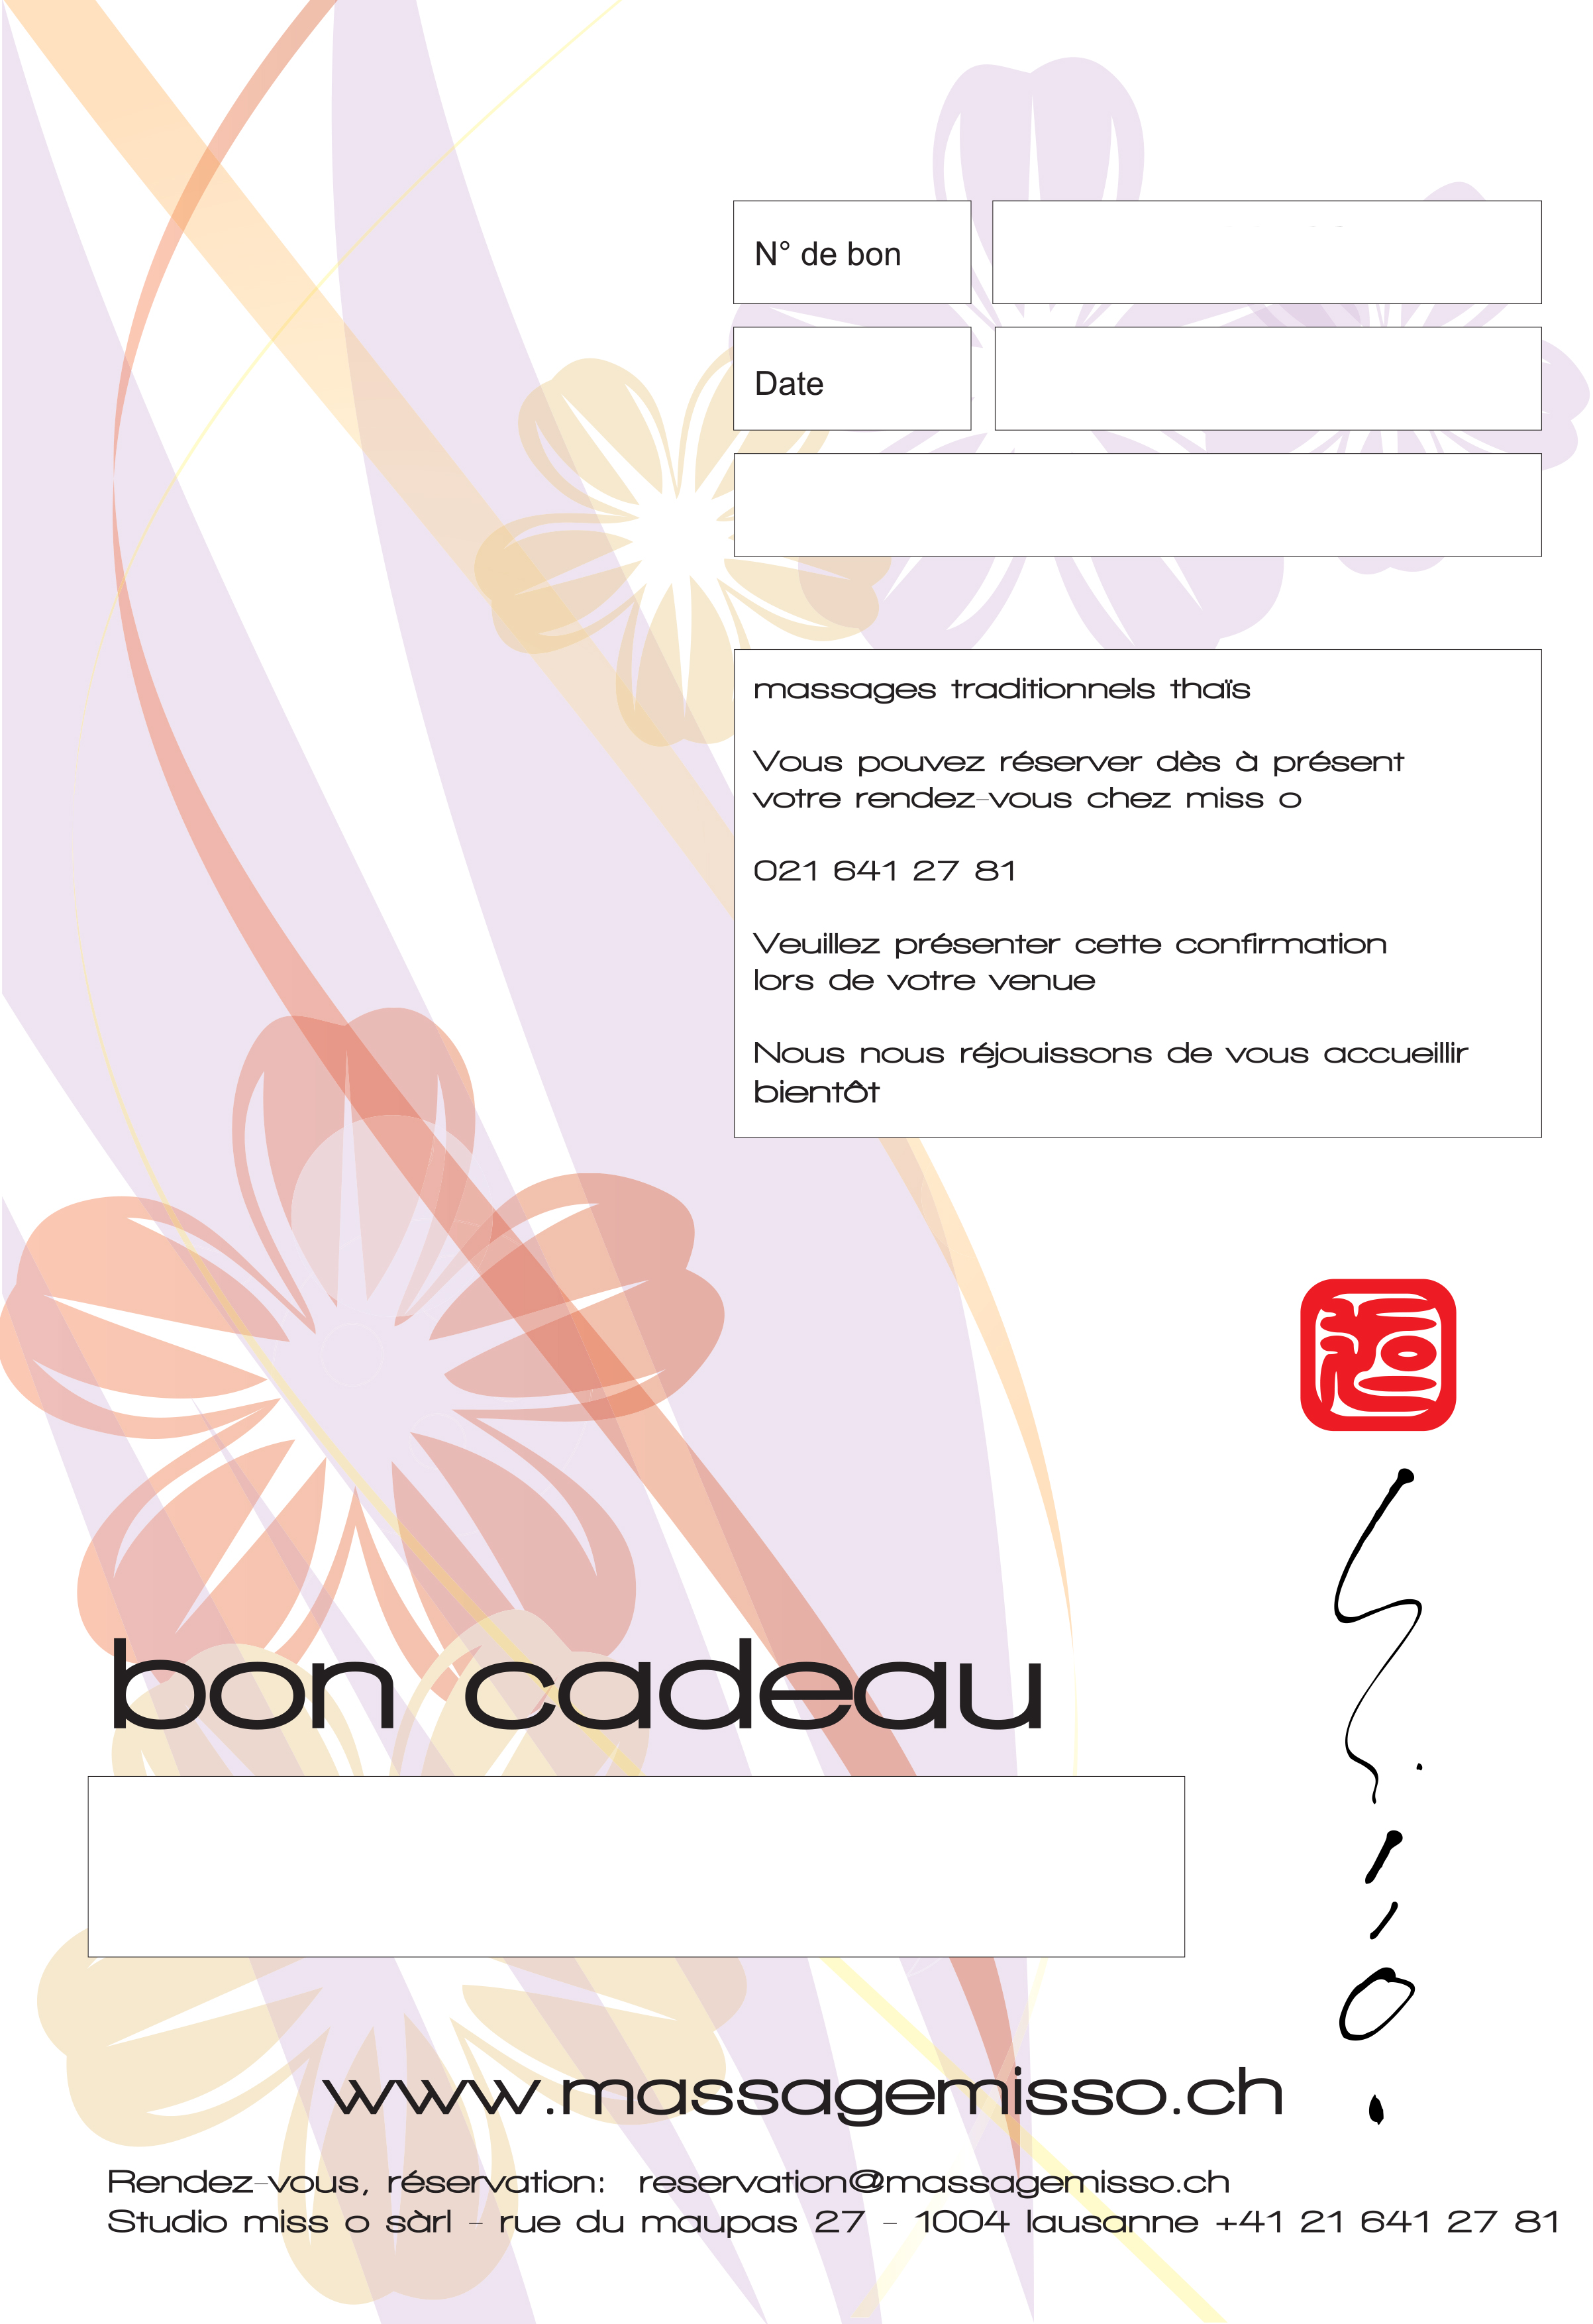 N° de bon
Date
massages traditionnels thaïs
Vous pouvez réserver dès à présent
votre rendez-vous chez miss o
021 641 27 81
Veuillez présenter cette confirmation
lors de votre venue
Nous nous réjouissons de vous accueillir
bientôt
bon cadeau
www.massagemisso.ch
Rendez-vous, réservation: reservation@massagemisso.ch
Studio miss o sàrl - rue du maupas 27 - 1004 lausanne +41 21 641 27 81